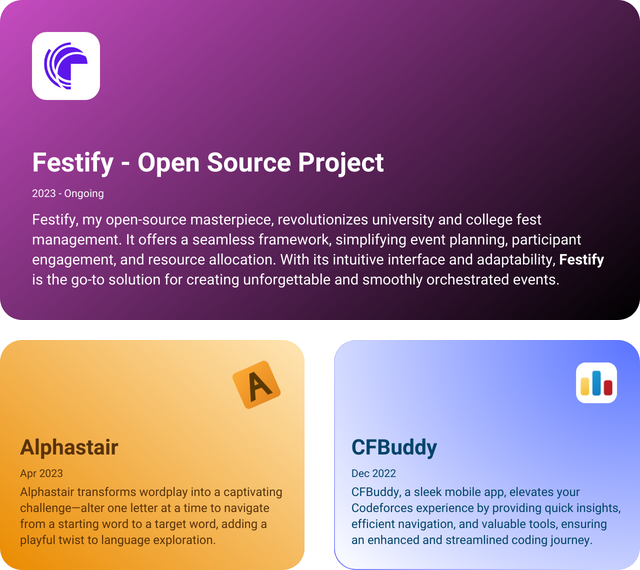 Festify - Open Source Project
2023 - Ongoing
Festify, my open-source masterpiece, revolutionizes university and college fest
management. It offers a seamless framework, simplifying event planning, participant
engagement, and resource allocation. With its intuitive interface and adaptability, Festify
is the go-to solution for creating unforgettable and smoothly orchestrated events.
A
Alphastair
Apr 2023
Alphastair transforms wordplay into a captivating
challenge—alter one letter at a time to navigate
from a starting word to a target word, adding a
playful twist to language exploration.
CFBuddy
Dec 2022
CFBuddy, a sleek mobile app, elevates your
Codeforces experience by providing quick insights,
efficient navigation, and valuable tools, ensuring
an enhanced and streamlined coding journey.